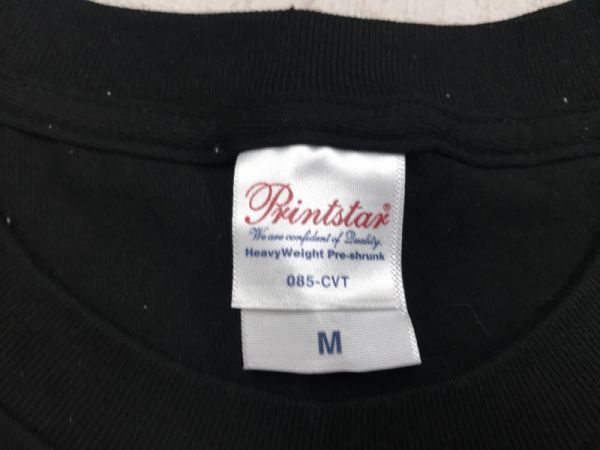 Printstar®
We are confident of Quality.
HeavyWeight Pre-shrunk
085-CVT
M